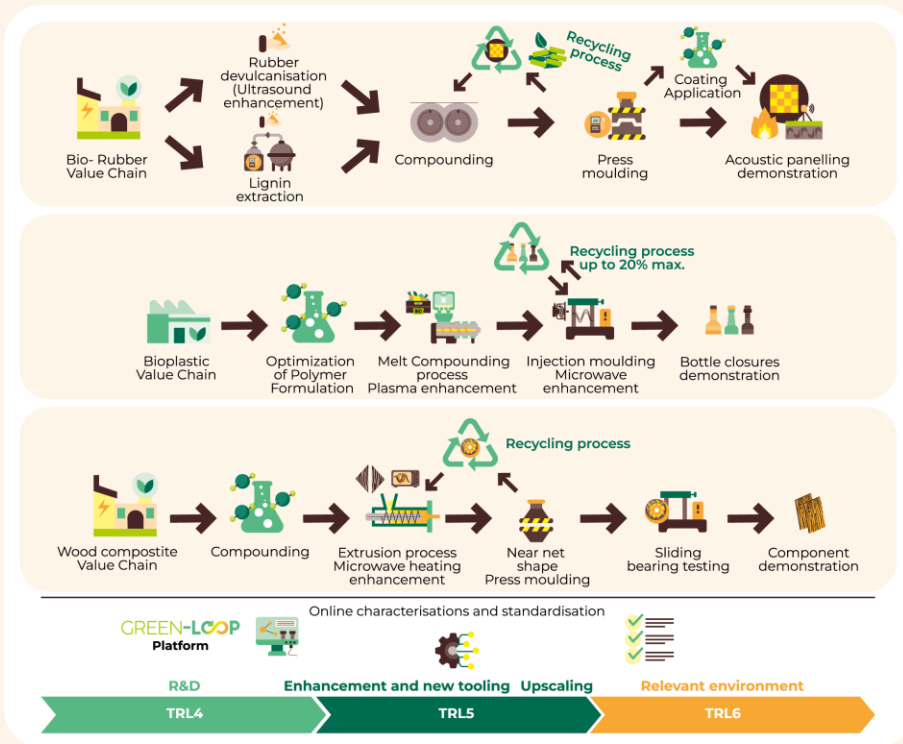 Rubber
devulcanisation
(Ultrasound
enhancement)
Recycling
process
Coating
Application
Bio- Rubber
Value Chain
Lignin
extraction
Compounding
Press
moulding
Acoustic panelling
demonstration
Recycling process
up to 20% max.
Bioplastic
Value Chain
Optimization
of Polymer
Formulation
Melt Compounding
process
Plasma enhancement
Injection moulding
Microwave
enhancement
Bottle closures
demonstration
Recycling process
Wood compostite
Value Chain
Compounding
Extrusion process
Microwave heating
enhancement
Near net
shape
Press moulding
Sliding
bearing testing
Component
demonstration
Online characterisations and standardisation
GREEN-LOOP
Platform
R&D
Enhancement and new tooling
Upscaling
Relevant environment
TRL4
TRL5
TRL6